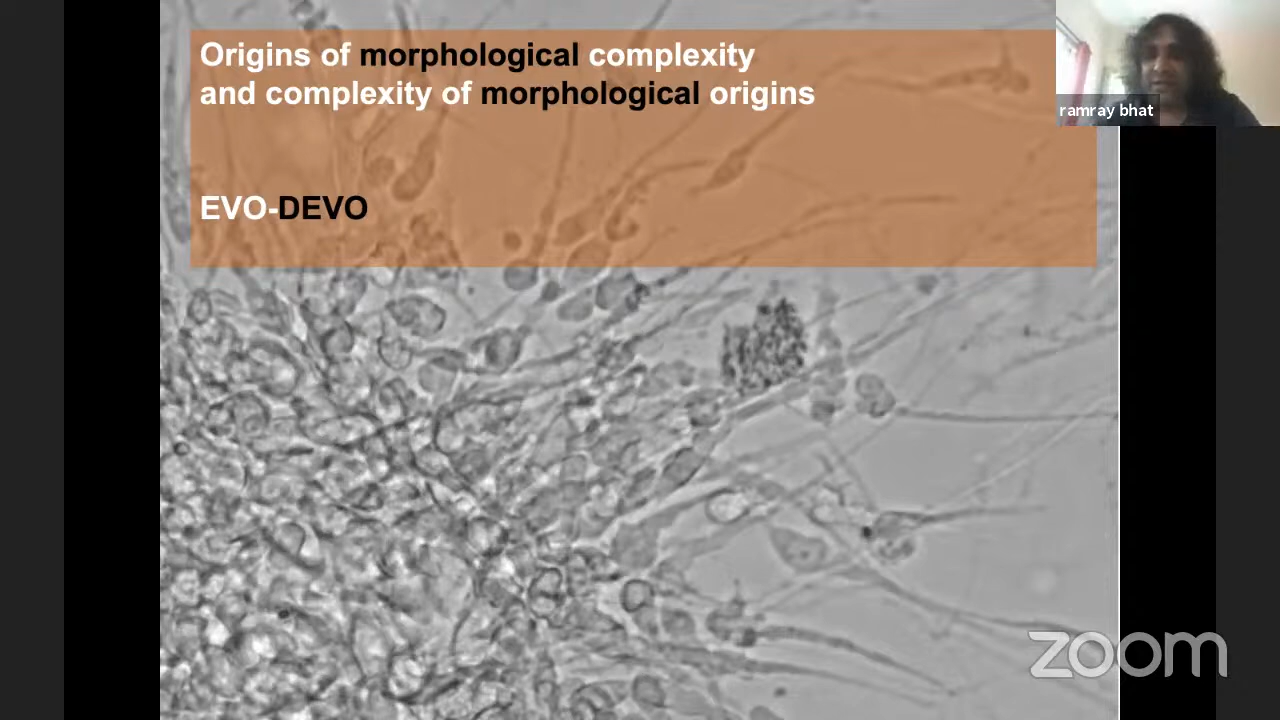 Origins of morphological complexity
and complexity of morphological origins
EVO-DEVO
ramray bhat
zoom